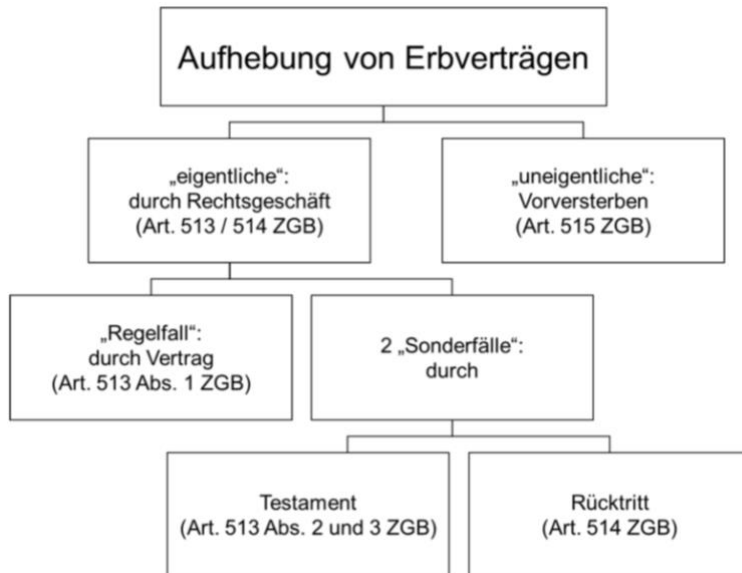 Aufhebung von Erbverträgen
„eigentliche“:
durch Rechtsgeschäft
(Art. 513 / 514 ZGB)
„uneigentliche“:
Vorversterben
(Art. 515 ZGB)
„Regelfall“:
durch Vertrag
(Art. 513 Abs. 1 ZGB)
2 „Sonderfälle“:
durch
Testament
(Art. 513 Abs. 2 und 3 ZGB)
Rücktritt
(Art. 514 ZGB)